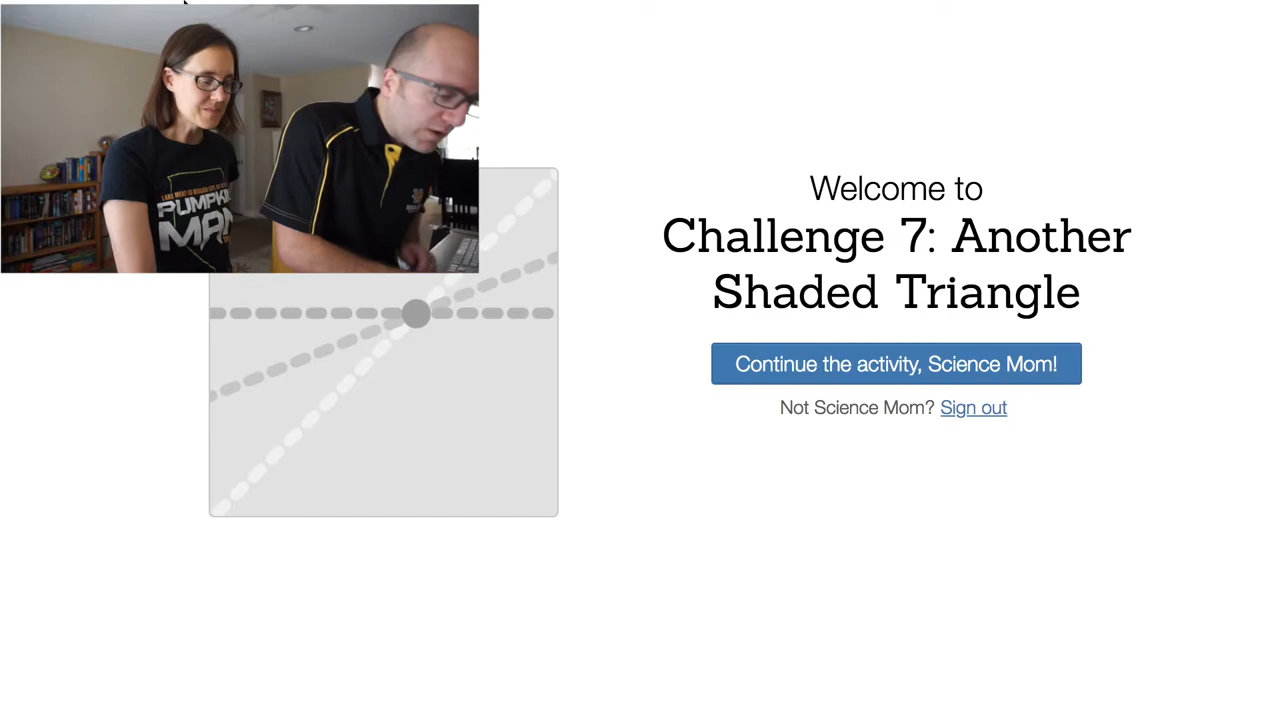 PUMPKIN
MAN
Welcome to
Challenge 7: Another
Shaded Triangle
Continue the activity, Science Mom!
Not Science Mom? Sign out